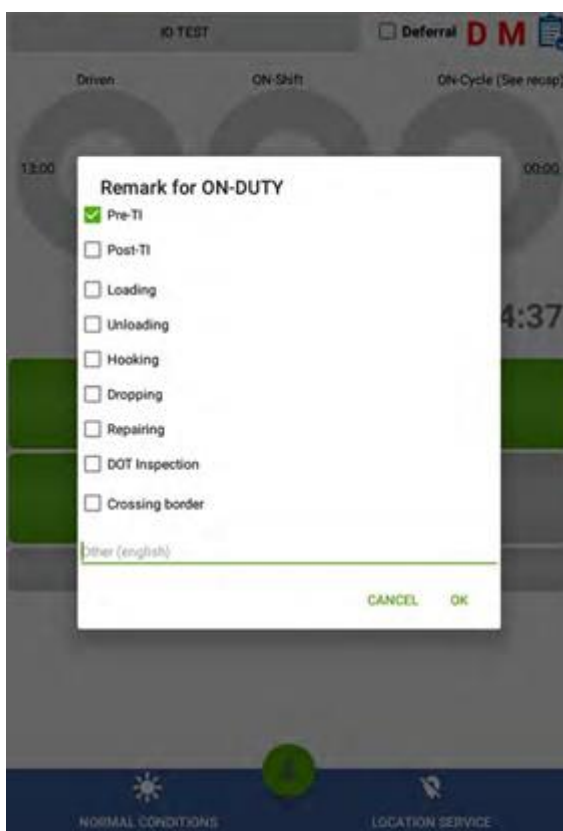 IO TEST
Deferral D M
Driven ON-Shift ON-Cycle (See recap)
13:00 00:00
Remark for ON-DUTY
Pre-TI
Post-TI
Loading
4:37
Unloading
Hooking
Dropping
Repairing
DOT Inspection
Crossing border
Other (english)
CANCEL OK
NORMAL CONDITIONS LOCATION SERVICE